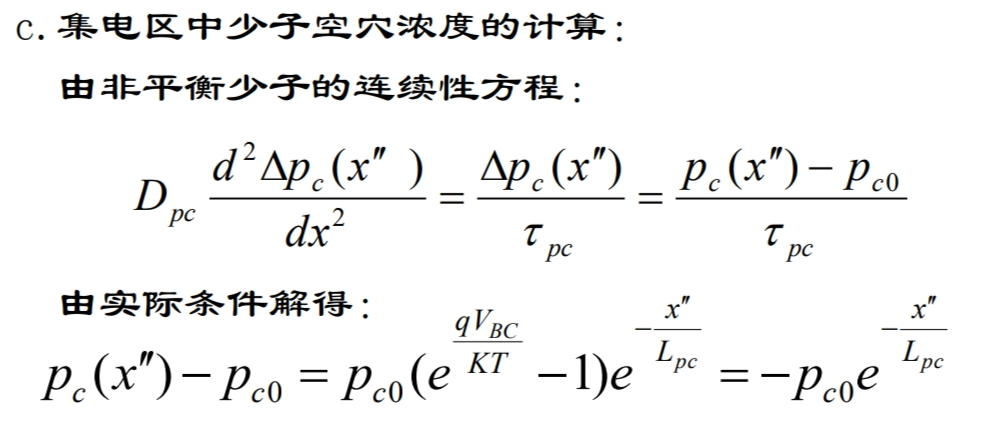 c. 集电区中少子空穴浓度的计算:
由非平衡少子的连续性方程:
$D_{pc} \frac{d^2 \Delta p_c(x'')}{dx^2} = \frac{\Delta p_c(x'')}{\tau_{pc}} = \frac{p_c(x'') - p_{c0}}{\tau_{pc}}$
由实际条件解得:
$p_c(x'') - p_{c0} = p_{c0}(e^{\frac{qV_{BC}}{KT}} - 1)e^{-\frac{x''}{L_{pc}}} = -p_{c0}e^{-\frac{x''}{L_{pc}}}$